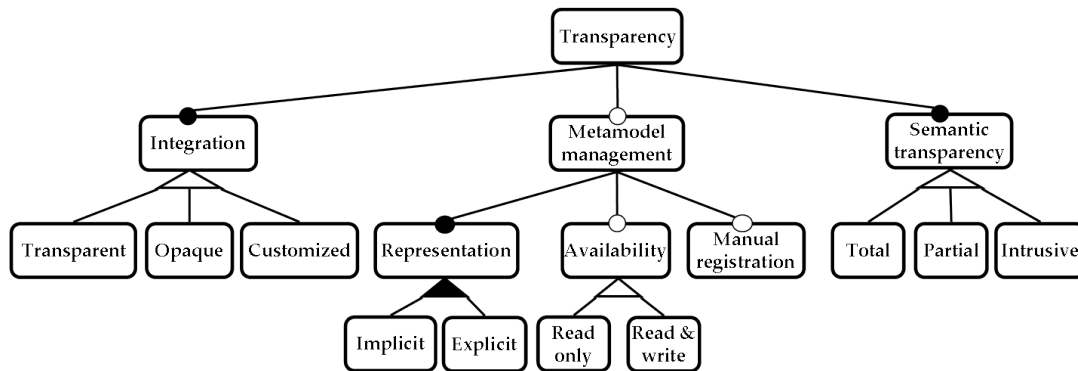 Transparency
Integration
Metamodel
management
Semantic
transparency
Transparent
Opaque
Customized
Representation
Availability
Manual
registration
Total
Partial
Intrusive
Implicit
Explicit
Read
only
Read &
write